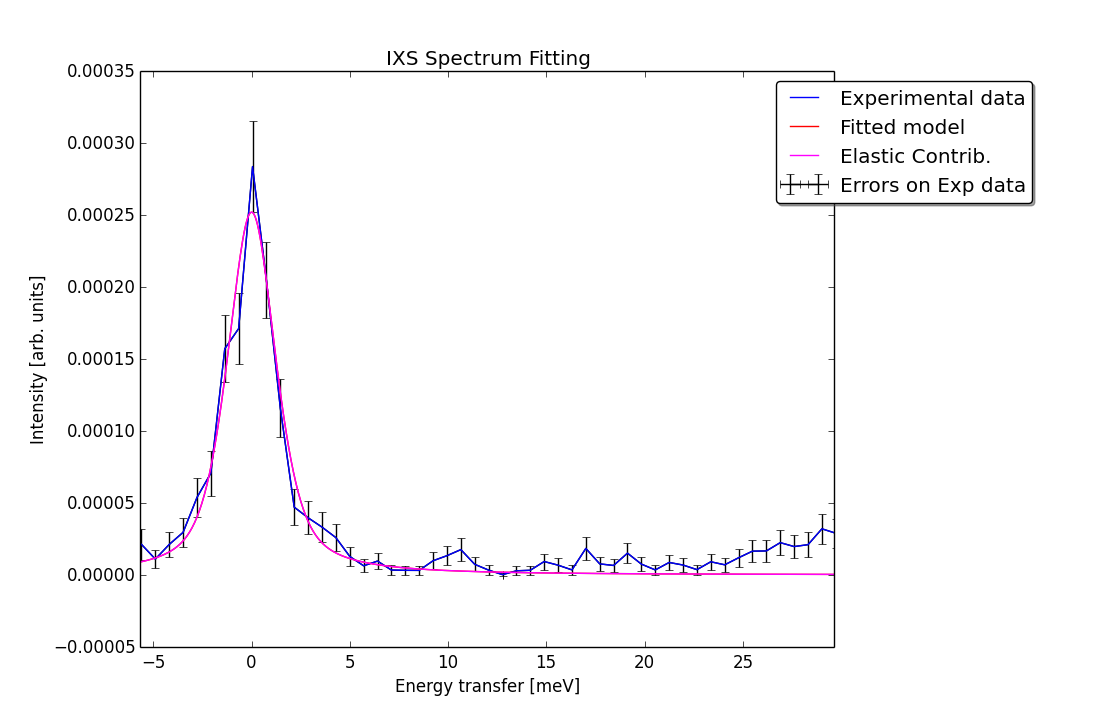 IXS Spectrum Fitting
0.00035
0.00030
0.00025
0.00020
0.00015
0.00010
0.00005
0.00000
−0.00005
−5
0
5
10
15
20
25
Energy transfer [meV]
Intensity [arb. units]
Experimental data
Fitted model
Elastic Contrib.
Errors on Exp data